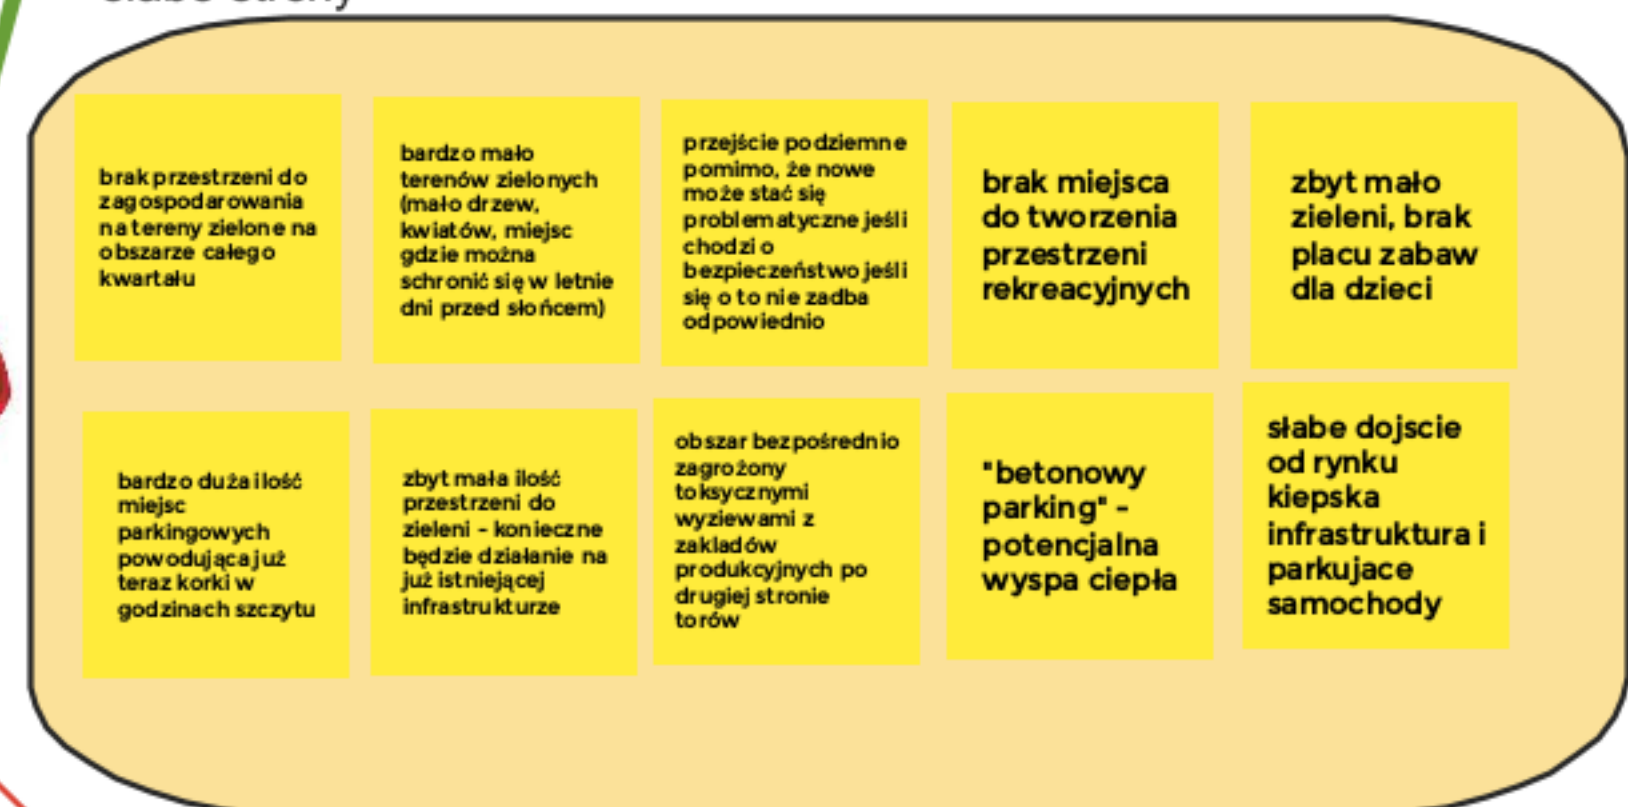 słabe strony
brak przestrzeni do
zagospodarowania
na tereny zielone na
obszarze całego
kwartału
bardzo mało
terenów zielonych
(mało drzew,
kwiatów, miejsc
gdzie można
schronić się w letnie
dni przed słońcem)
przejście podziemne
pomimo, że nowe
może stać się
problematyczne jeśli
chodzi o
bezpieczeństwo jeśli
się o to nie zadba
odpowiednio
brak miejsca
do tworzenia
przestrzeni
rekreacyjnych
zbyt mało
zieleni, brak
placu zabaw
dla dzieci
bardzo duża ilość
miejsc
parkingowych
powodująca już
teraz korki w
godzinach szczytu
zbyt mała ilość
przestrzeni do
zieleni - konieczne
będzie działanie na
już istniejącej
infrastrukturze
obszar bezpośrednio
zagrożony
toksycznymi
wyziewami z
zakladów
produkcyjnych po
drugiej stronie
torów
"betonowy
parking" -
potencjalna
wyspa ciepła
słabe dojscie
od rynku
kiepska
infrastruktura i
parkujace
samochody